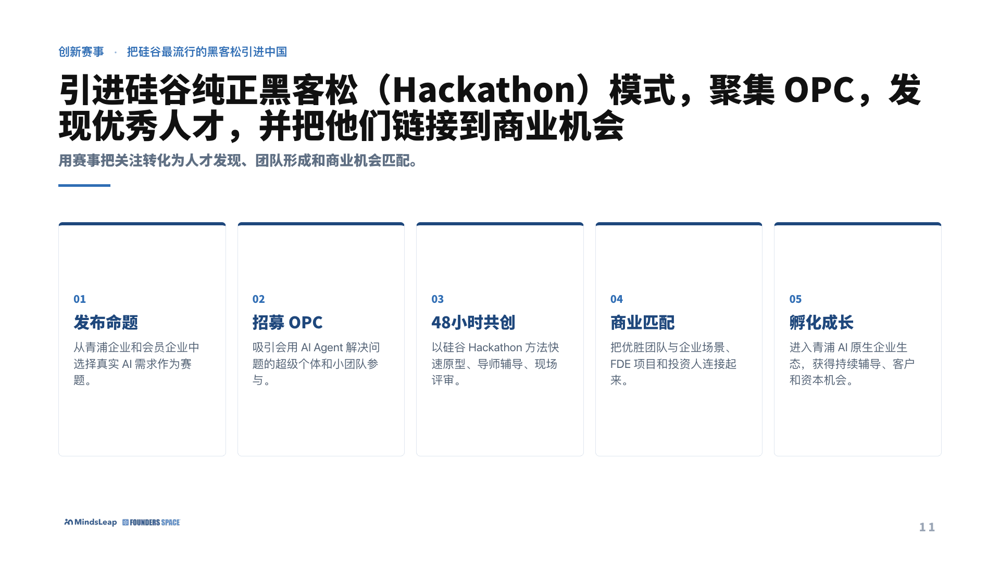 创新赛事 · 把硅谷最流行的黑客松引进中国
引进硅谷纯正黑客松（Hackathon）模式，聚集 OPC，发
现优秀人才，并把他们链接到商业机会
用赛事把关注转化为人才发现、团队形成和商业机会匹配。
01
发布命题
从青浦企业和会员企业中
选择真实 AI 需求作为赛
题。
02
招募 OPC
吸引会用 AI Agent 解决问
题的超级个体和小团队参
与。
03
48小时共创
以硅谷 Hackathon 方法快
速原型、导师辅导、现场
评审。
04
商业匹配
把优胜团队与企业场景、
FDE 项目和投资人连接起
来。
05
孵化成长
进入青浦 AI 原生企业生
态，获得持续辅导、客户
和资本机会。
MindsLeap FOUNDERS SPACE
11